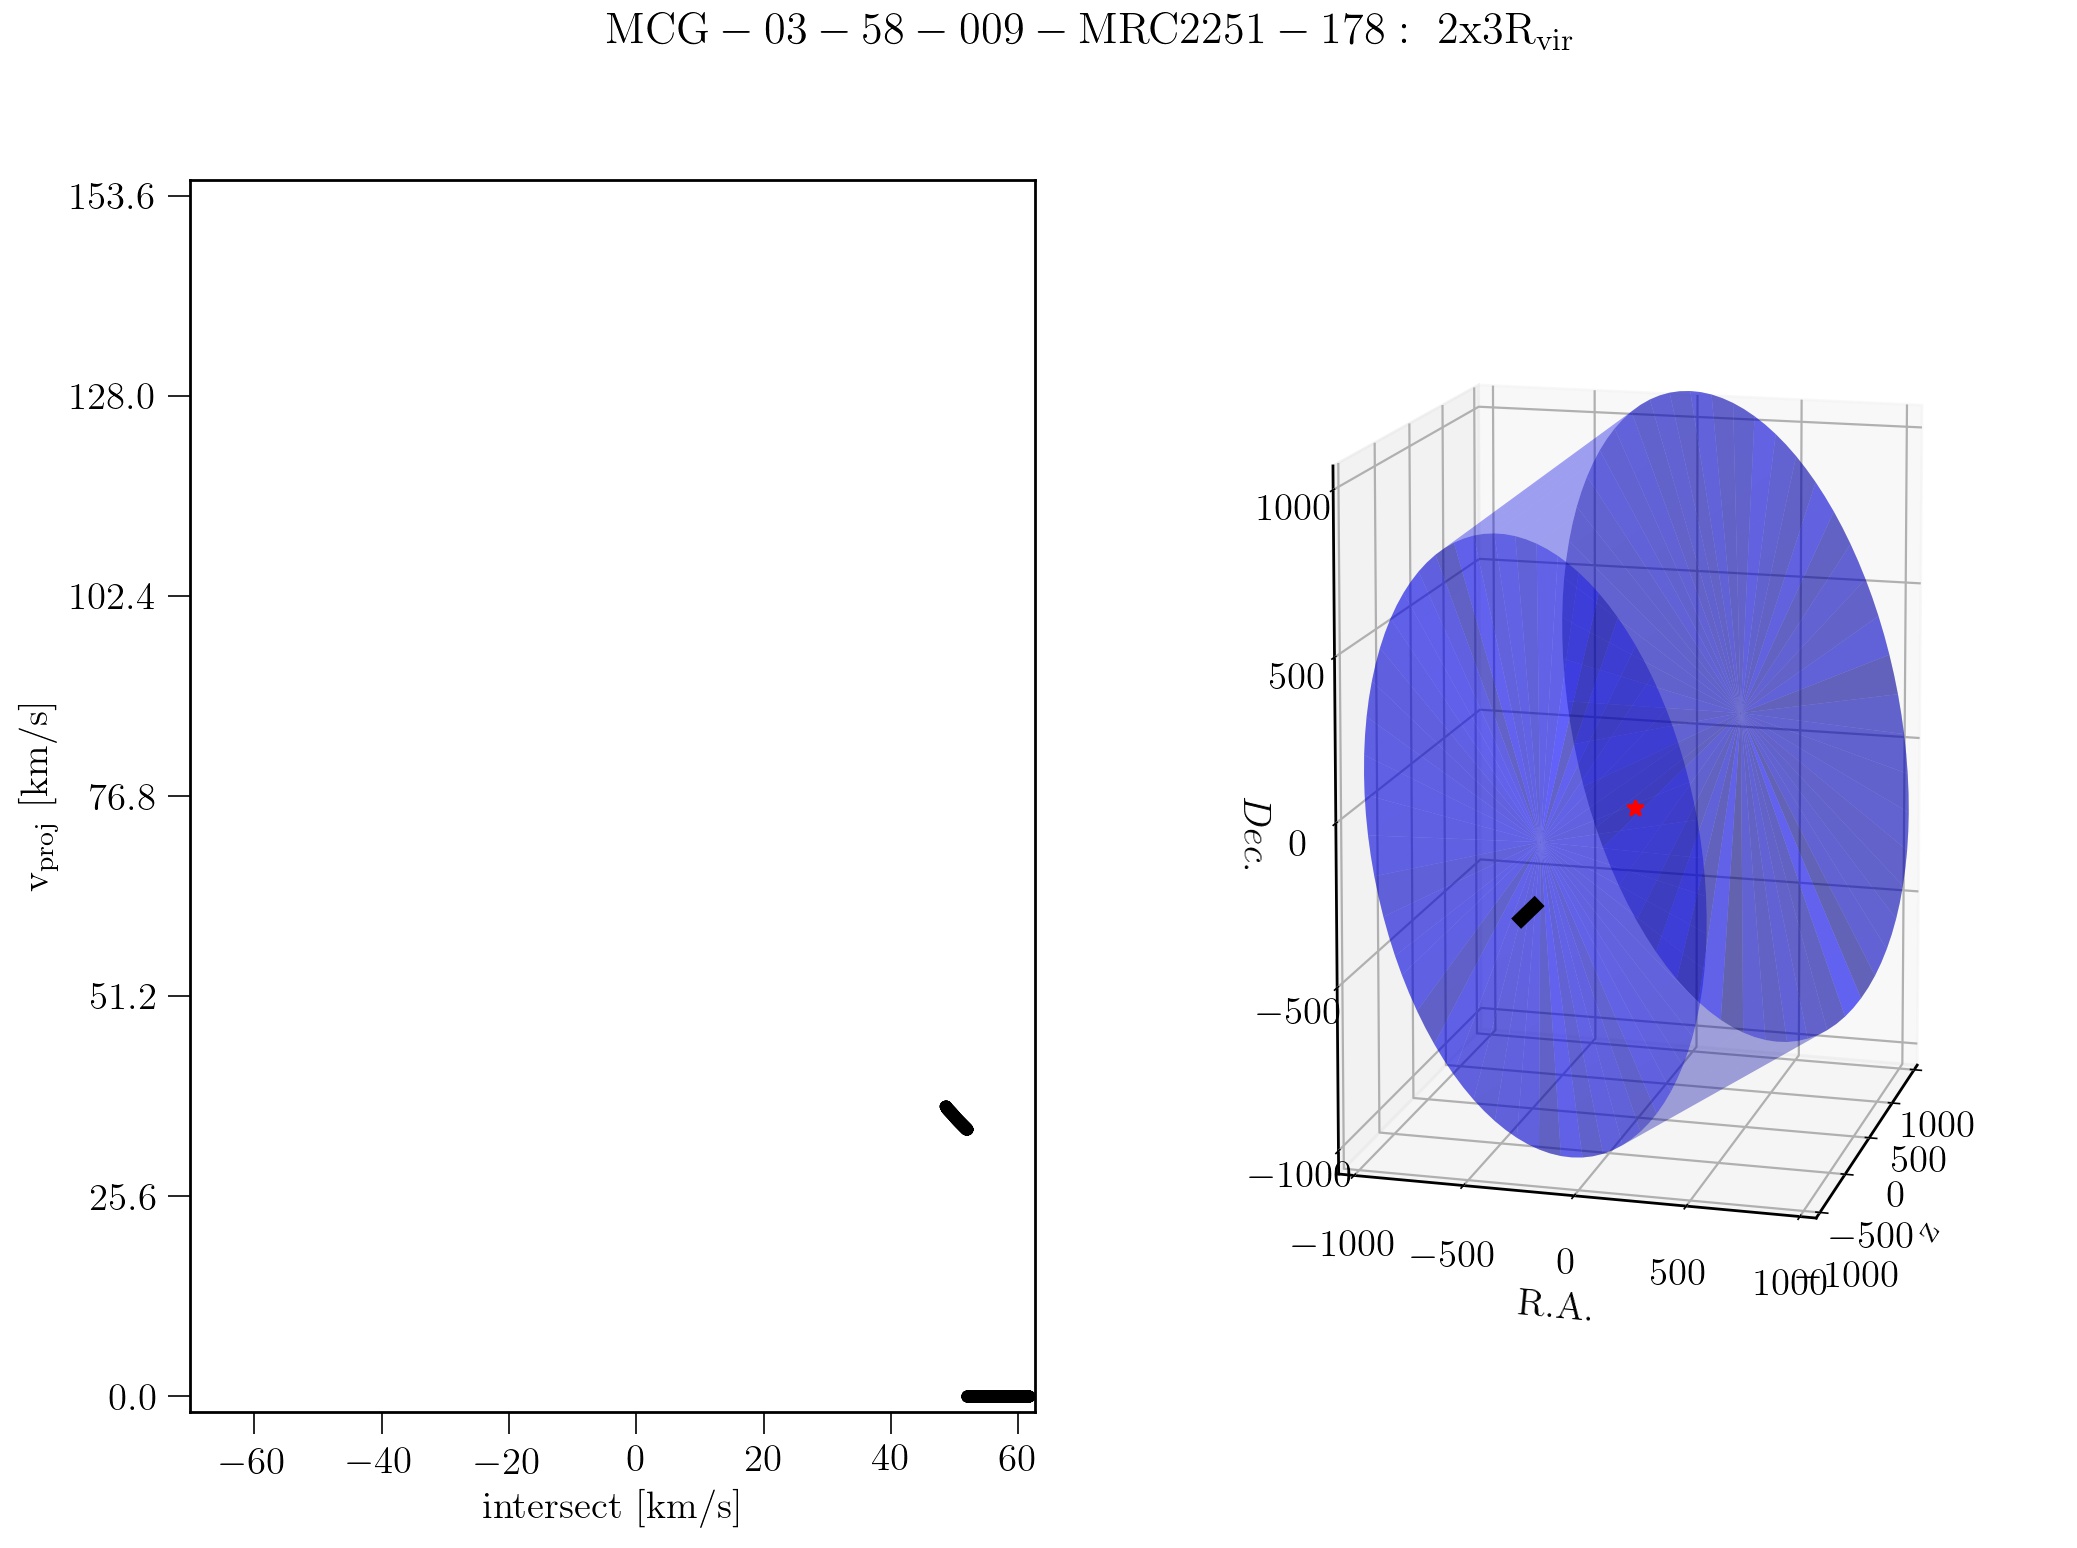 MCG − 03 − 58 − 009 − MRC2251 − 178 : 2x3Rvir
153.6
128.0
102.4
76.8
51.2
25.6
0.0
vproj [km/s]
−60 −40 −20 0 20 40 60
intersect [km/s]
1000
500
0
−500
−1000
Dec.
−1000 −500 0 500 1000
R.A.
1000
500
0
−500
−1000
z